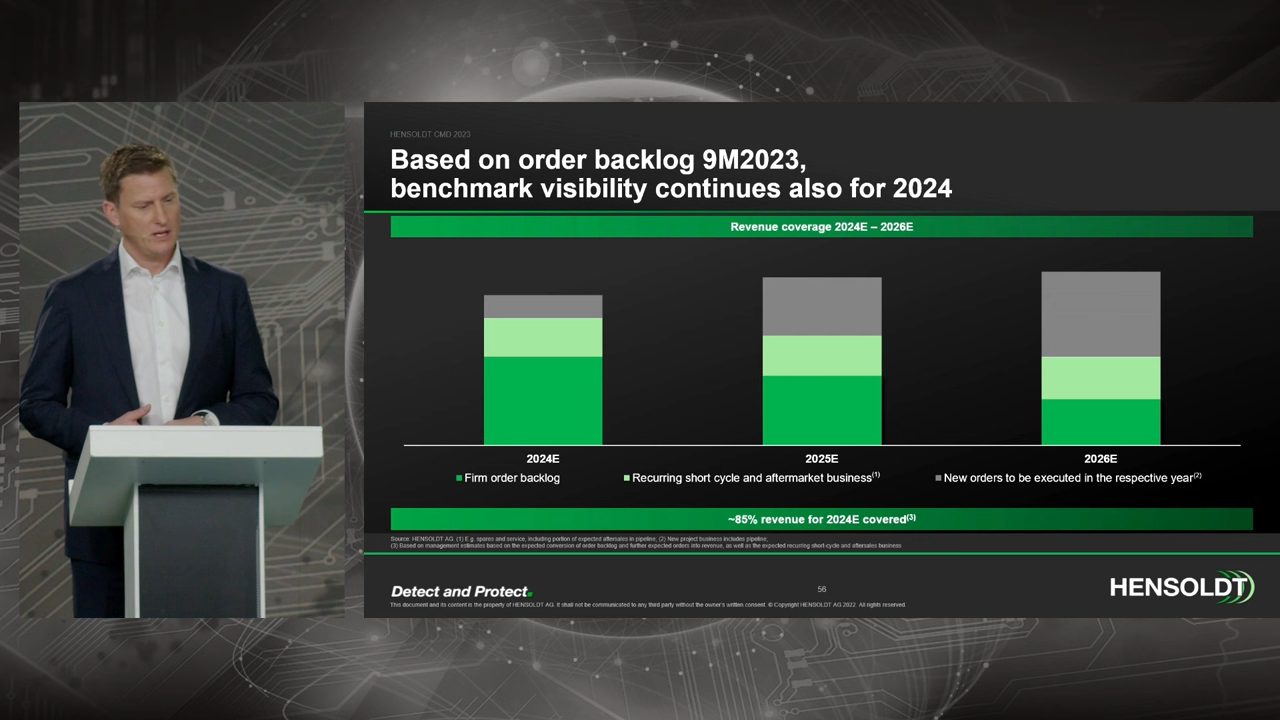 HENSOLDT CMD 2023
Based on order backlog 9M2023,
benchmark visibility continues also for 2024
Revenue coverage 2024E – 2026E
2024E
2025E
2026E
Firm order backlog
Recurring short cycle and aftermarket business(1)
New orders to be executed in the respective year(2)
~85% revenue for 2024E covered(3)
Source: HENSOLDT AG. (1) E.g. spares and service, including portion of expected aftersales in pipeline; (2) New project business includes pipeline;
(3) Based on management estimates based on the expected conversion of order backlog and further expected orders into revenue, as well as the expected recurring short-cycle and aftersales business
Detect and Protect.
56
This document and its content is the property of HENSOLDT AG. It shall not be communicated to any third party without the owner's written consent. © Copyright HENSOLDT AG 2022. All rights reserved.
HENSOLDT